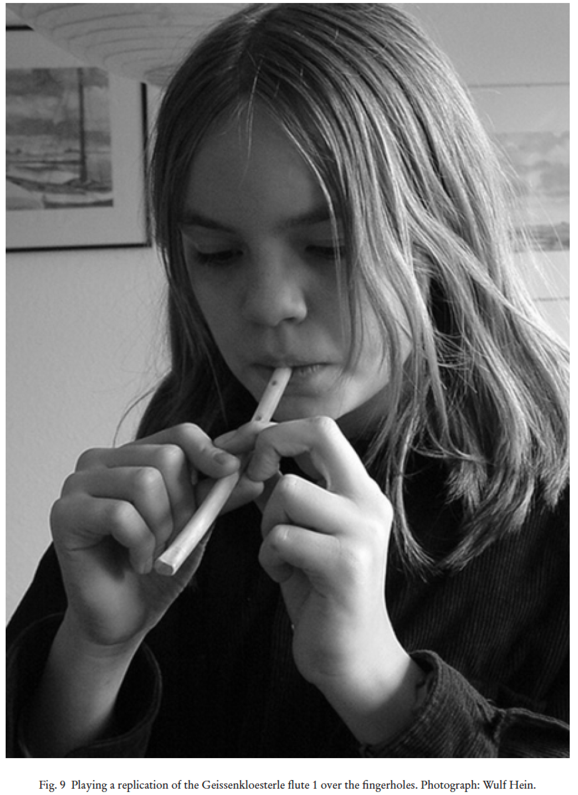 Fig. 9 Playing a replication of the Geissenkloesterle flute 1 over the fingerholes. Photograph: Wulf Hein.